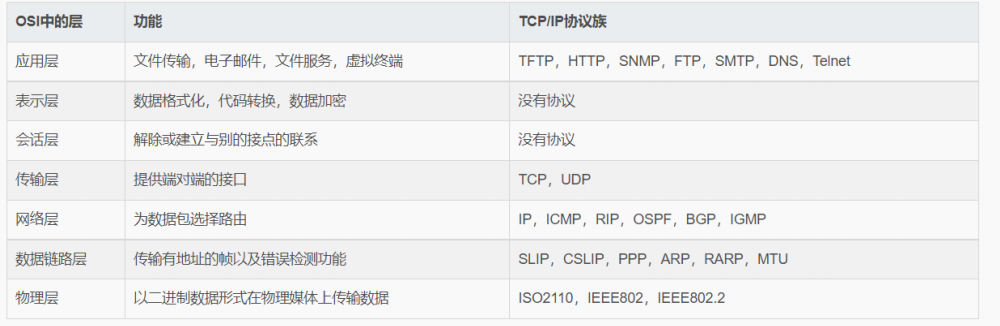 OSI中的层 功能 TCP/IP协议族
应用层 文件传输，电子邮件，文件服务，虚拟终端 TFTP，HTTP，SNMP，FTP，SMTP，DNS，Telnet
表示层 数据格式化，代码转换，数据加密 没有协议
会话层 解除或建立与别的接点的联系 没有协议
传输层 提供端对端的接口 TCP，UDP
网络层 为数据包选择路由 IP，ICMP，RIP，OSPF，BGP，IGMP
数据链路层 传输有地址的帧以及错误检测功能 SLIP，CSLIP，PPP，ARP，RARP，MTU
物理层 以二进制数据形式在物理媒体上传输数据 ISO2110，IEEE802，IEEE802.2